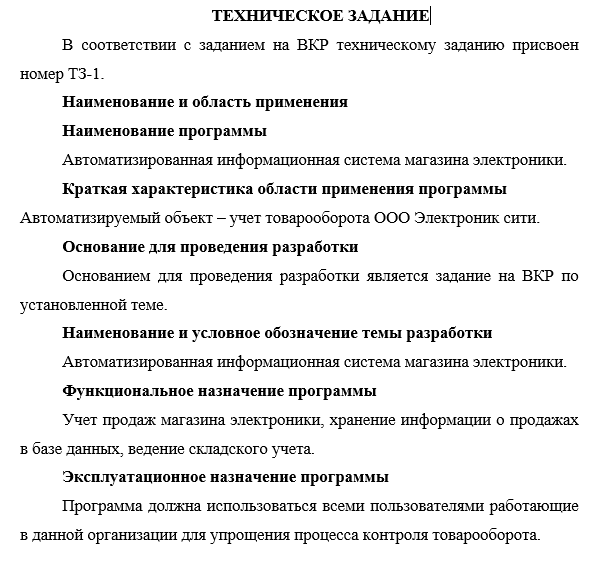 ТЕХНИЧЕСКОЕ ЗАДАНИЕ
В соответствии с заданием на ВКР техническому заданию присвоен
номер ТЗ-1.
Наименование и область применения
Наименование программы
Автоматизированная информационная система магазина электроники.
Краткая характеристика области применения программы
Автоматизируемый объект – учет товарооборота ООО Электроник сити.
Основание для проведения разработки
Основанием для проведения разработки является задание на ВКР по
установленной теме.
Наименование и условное обозначение темы разработки
Автоматизированная информационная система магазина электроники.
Функциональное назначение программы
Учет продаж магазина электроники, хранение информации о продажах
в базе данных, ведение складского учета.
Эксплуатационное назначение программы
Программа должна использоваться всеми пользователями работающие
в данной организации для упрощения процесса контроля товарооборота.